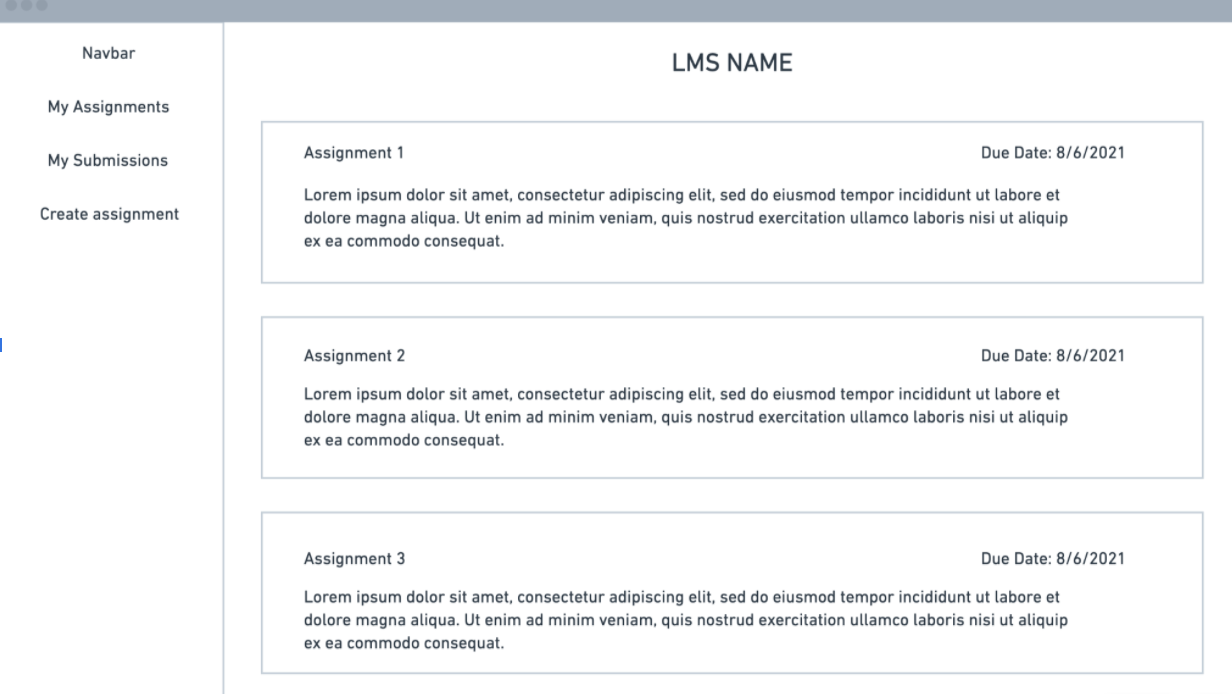 Navbar
My Assignments
My Submissions
Create assignment
LMS NAME
Assignment 1
Due Date: 8/6/2021
Lorem ipsum dolor sit amet, consectetur adipiscing elit, sed do eiusmod tempor incididunt ut labore et
dolore magna aliqua. Ut enim ad minim veniam, quis nostrud exercitation ullamco laboris nisi ut aliquip
ex ea commodo consequat.
Assignment 2
Due Date: 8/6/2021
Lorem ipsum dolor sit amet, consectetur adipiscing elit, sed do eiusmod tempor incididunt ut labore et
dolore magna aliqua. Ut enim ad minim veniam, quis nostrud exercitation ullamco laboris nisi ut aliquip
ex ea commodo consequat.
Assignment 3
Due Date: 8/6/2021
Lorem ipsum dolor sit amet, consectetur adipiscing elit, sed do eiusmod tempor incididunt ut labore et
dolore magna aliqua. Ut enim ad minim veniam, quis nostrud exercitation ullamco laboris nisi ut aliquip
ex ea commodo consequat.